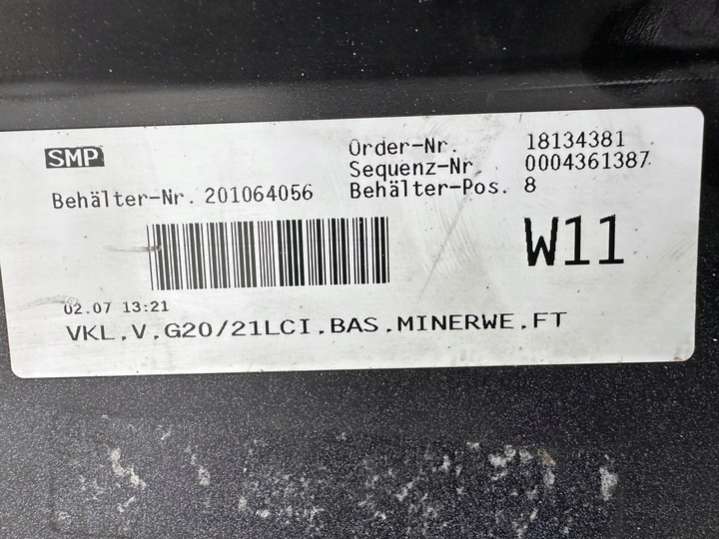 SMP
Order-Nr. 18134381
Sequenz-Nr. 0004361387
Behälter-Nr. 201064056 Behälter-Pos. 8
W11
02.07 13:21
VKL,V,G20/21LCI,BAS,MINERWE,FT